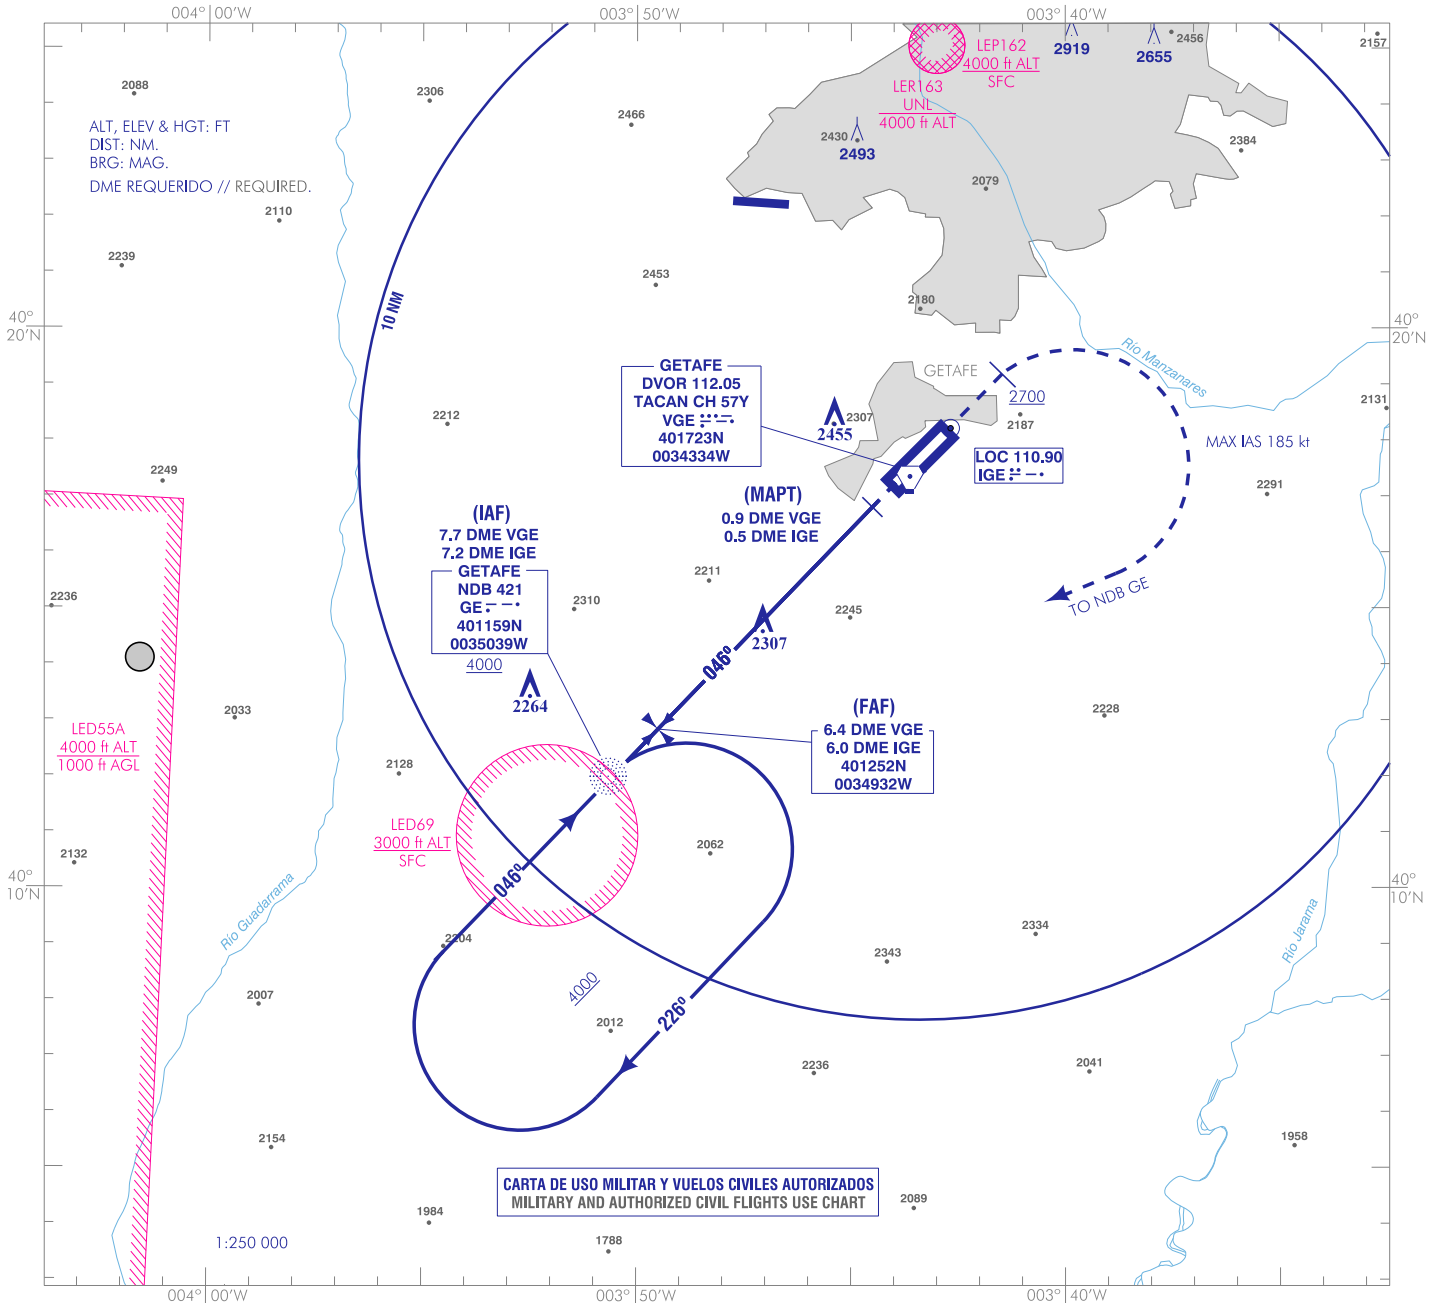 004° 00'W
003° 50'W
003° 40'W
2088
2306
2466
LEP162
4000 ft ALT
SFC
2919
2655
2456
2157
ALT, ELEV & HGT: FT
DIST: NM.
BRG: MAG.
DME REQUERIDO // REQUIRED.
LER163
UNL
4000 ft ALT
2430
2493
2384
2079
2110
2239
2453
2180
10 NM
40°
20'N
40°
20'N
Río Manzanares
GETAFE
DVOR 112.05
TACAN CH 57Y
VGE
401723N
0034334W
GETAFE
2700
2307
2455
2187
2212
2131
MAX IAS 185 kt
LOC 110.90
IGE
2249
2291
(MAPT)
0.9 DME VGE
0.5 DME IGE
(IAF)
7.7 DME VGE
7.2 DME IGE
GETAFE
NDB 421
GE
401159N
0035039W
4000
2211
2310
2236
2245
TO NDB GE
2307
046°
2264
2033
2228
(FAF)
6.4 DME VGE
6.0 DME IGE
401252N
0034932W
LED55A
4000 ft ALT
1000 ft AGL
2128
LED69
3000 ft ALT
SFC
2062
2132
046°
40°
10'N
40°
10'N
Río Guadarrama
2204
2334
2343
Río Jarama
4000
2007
226°
2012
2236
2041
2154
1958
CARTA DE USO MILITAR Y VUELOS CIVILES AUTORIZADOS
MILITARY AND AUTHORIZED CIVIL FLIGHTS USE CHART
2089
1984
1788
1:250 000
004° 00'W
003° 50'W
003° 40'W